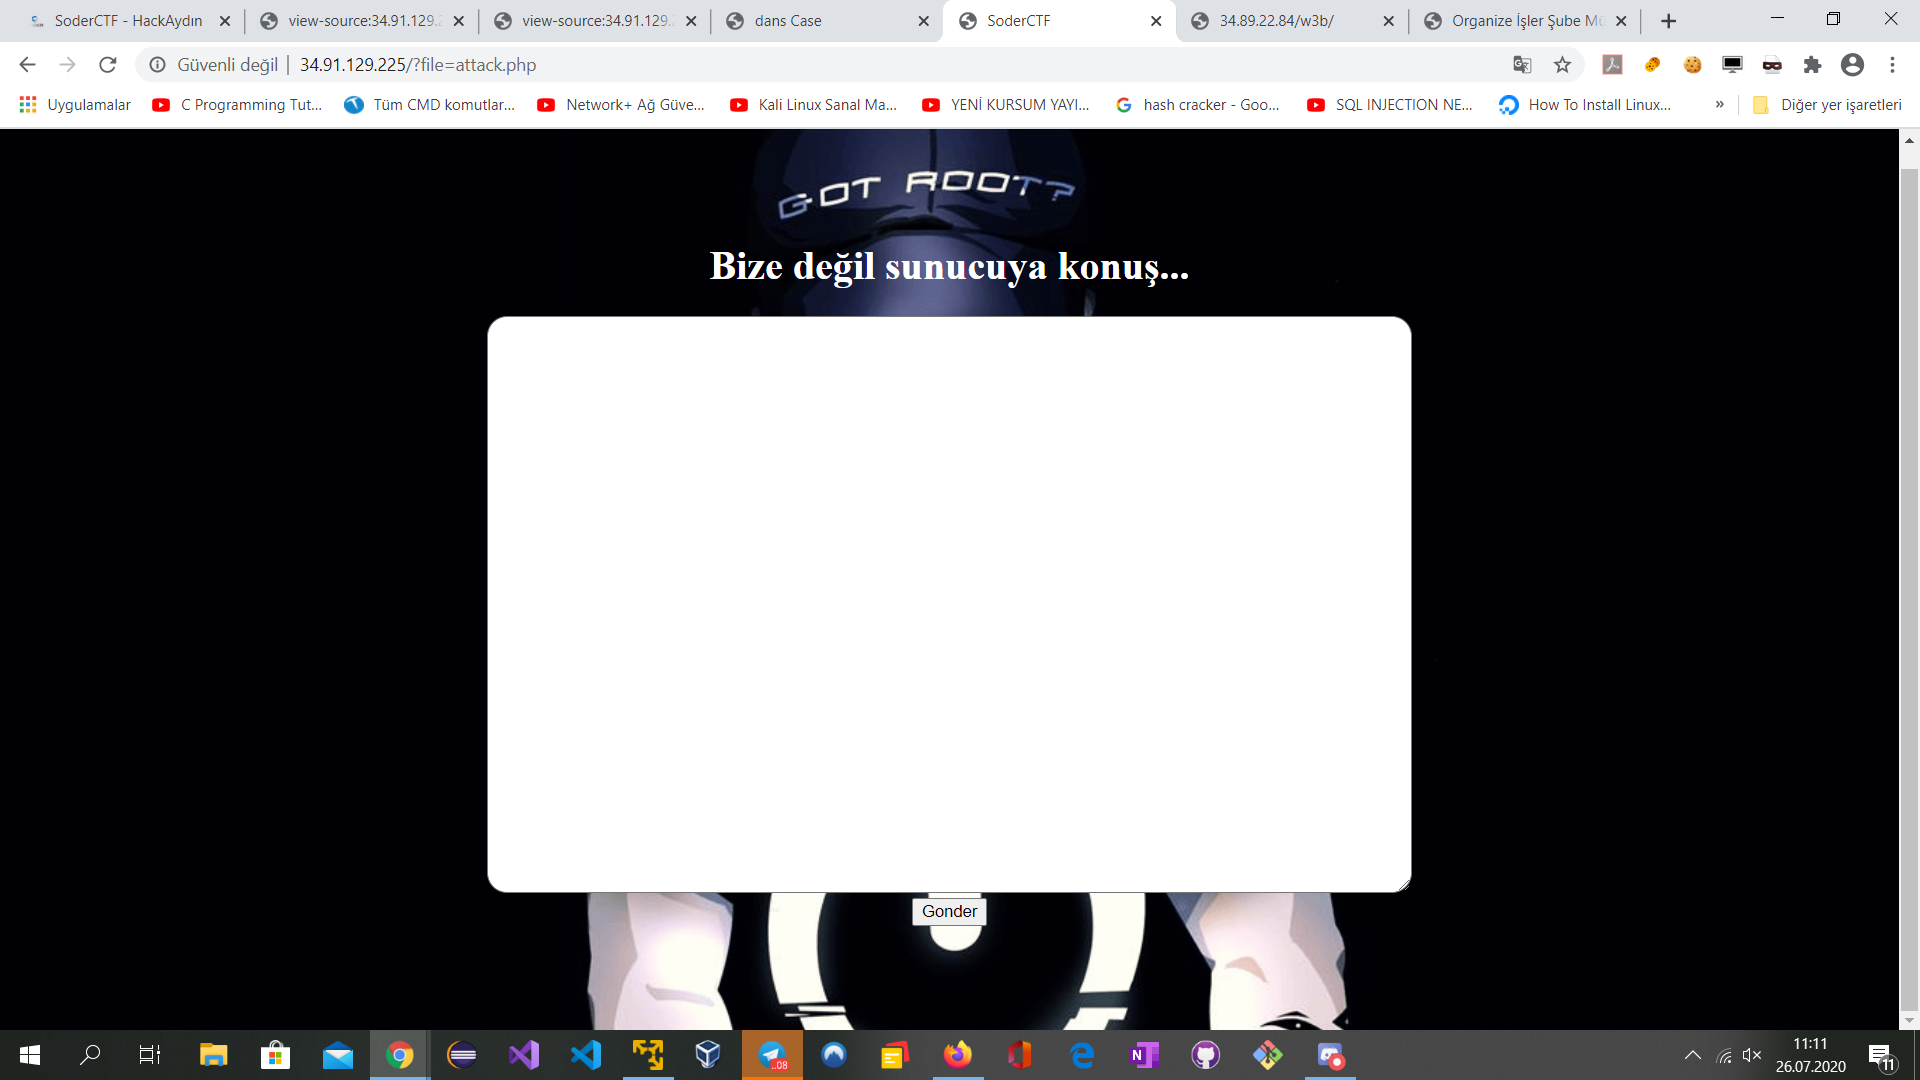 SoderCTF - HackAydın
view-source:34.91.129.
view-source:34.91.129.
dans Case
SoderCTF
34.89.22.84/w3b/
Organize İşler Şube Mü
Güvenli değil | 34.91.129.225/?file=attack.php
Uygulamalar
C Programming Tut...
Tüm CMD komutlar...
Network+ Ağ Güve...
Kali Linux Sanal Ma...
YENİ KURSUM YAYI...
hash cracker - Goo...
SQL INJECTION NE...
How To Install Linux...
»
Diğer yer işaretleri
GOT ROOT?
Bize değil sunucuya konuş...
Gonder
..08
N
11:11
26.07.2020
11